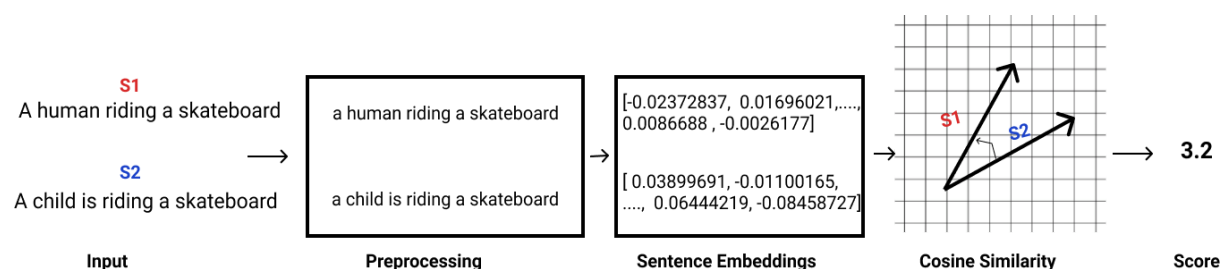 S1
A human riding a skateboard
S2
A child is riding a skateboard
Input
a human riding a skateboard
a child is riding a skateboard
Preprocessing
[-0.02372837, 0.01696021,....,
0.0086688 , -0.0026177]
[ 0.03899691, -0.01100165,
...., 0.06444219, -0.08458727]
Sentence Embeddings
S1
S2
Cosine Similarity
3.2
Score